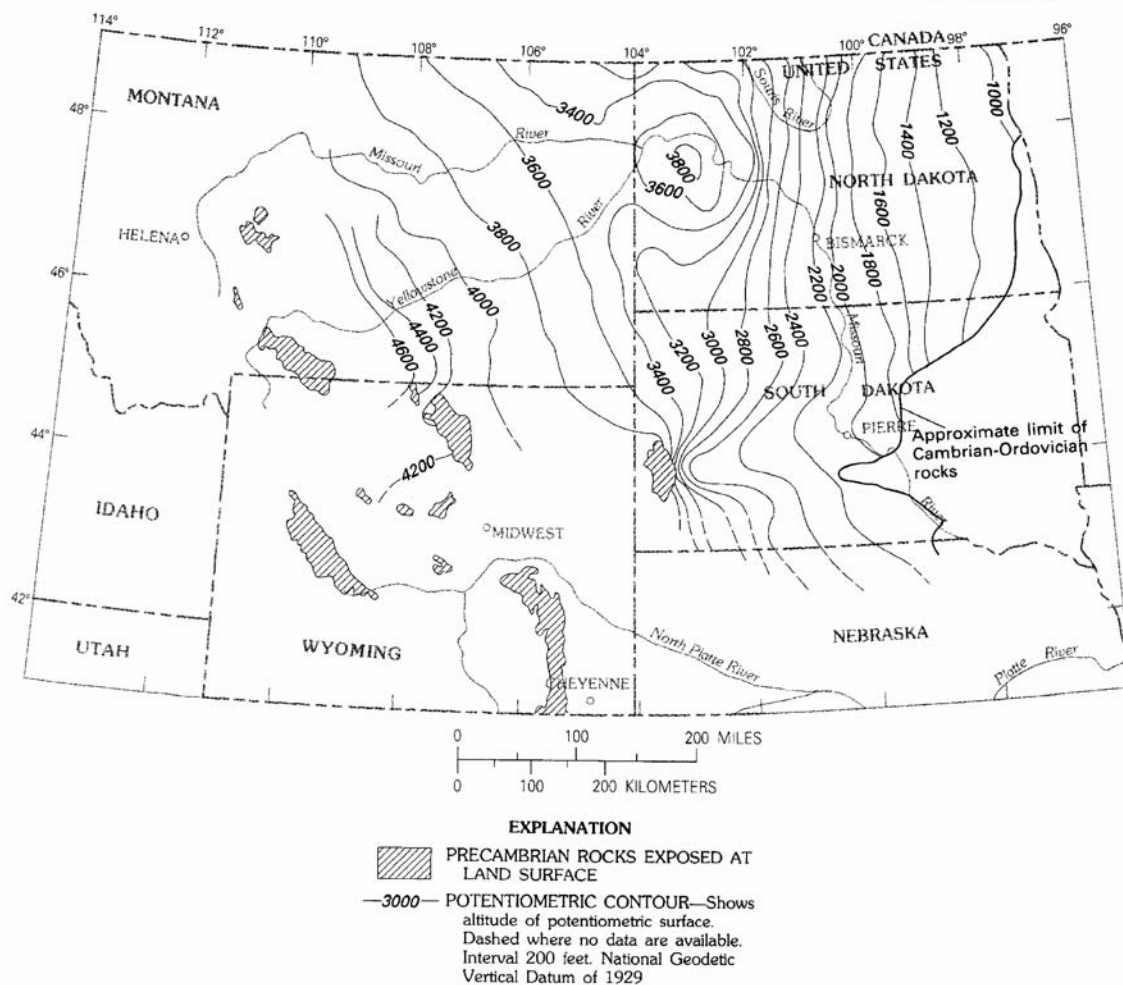 114°
112°
110°
108°
106°
104°
102°
100°
CANADA
98°
96°
UNITED STATES
MONTANA
48°
46°
44°
42°
3400
3600
3800
4000
4200
4400
4600
4200
3800
3600
3400
3200
3000
2800
2600
2400
2200
2000
1800
1600
1400
1200
1000
Missouri
River
Souris River
NORTH DAKOTA
HELENA
BISMARCK
Yellowstone
River
Missouri
SOUTH DAKOTA
PIERRE
River
Approximate limit of
Cambrian-Ordovician
rocks
IDAHO
MIDWEST
UTAH
WYOMING
North Platte River
NEBRASKA
Platte River
CHEYENNE
0 100 200 MILES
0 100 200 KILOMETERS
EXPLANATION
PRECAMBRIAN ROCKS EXPOSED AT
LAND SURFACE
—3000— POTENTIOMETRIC CONTOUR—Shows
altitude of potentiometric surface.
Dashed where no data are available.
Interval 200 feet. National Geodetic
Vertical Datum of 1929